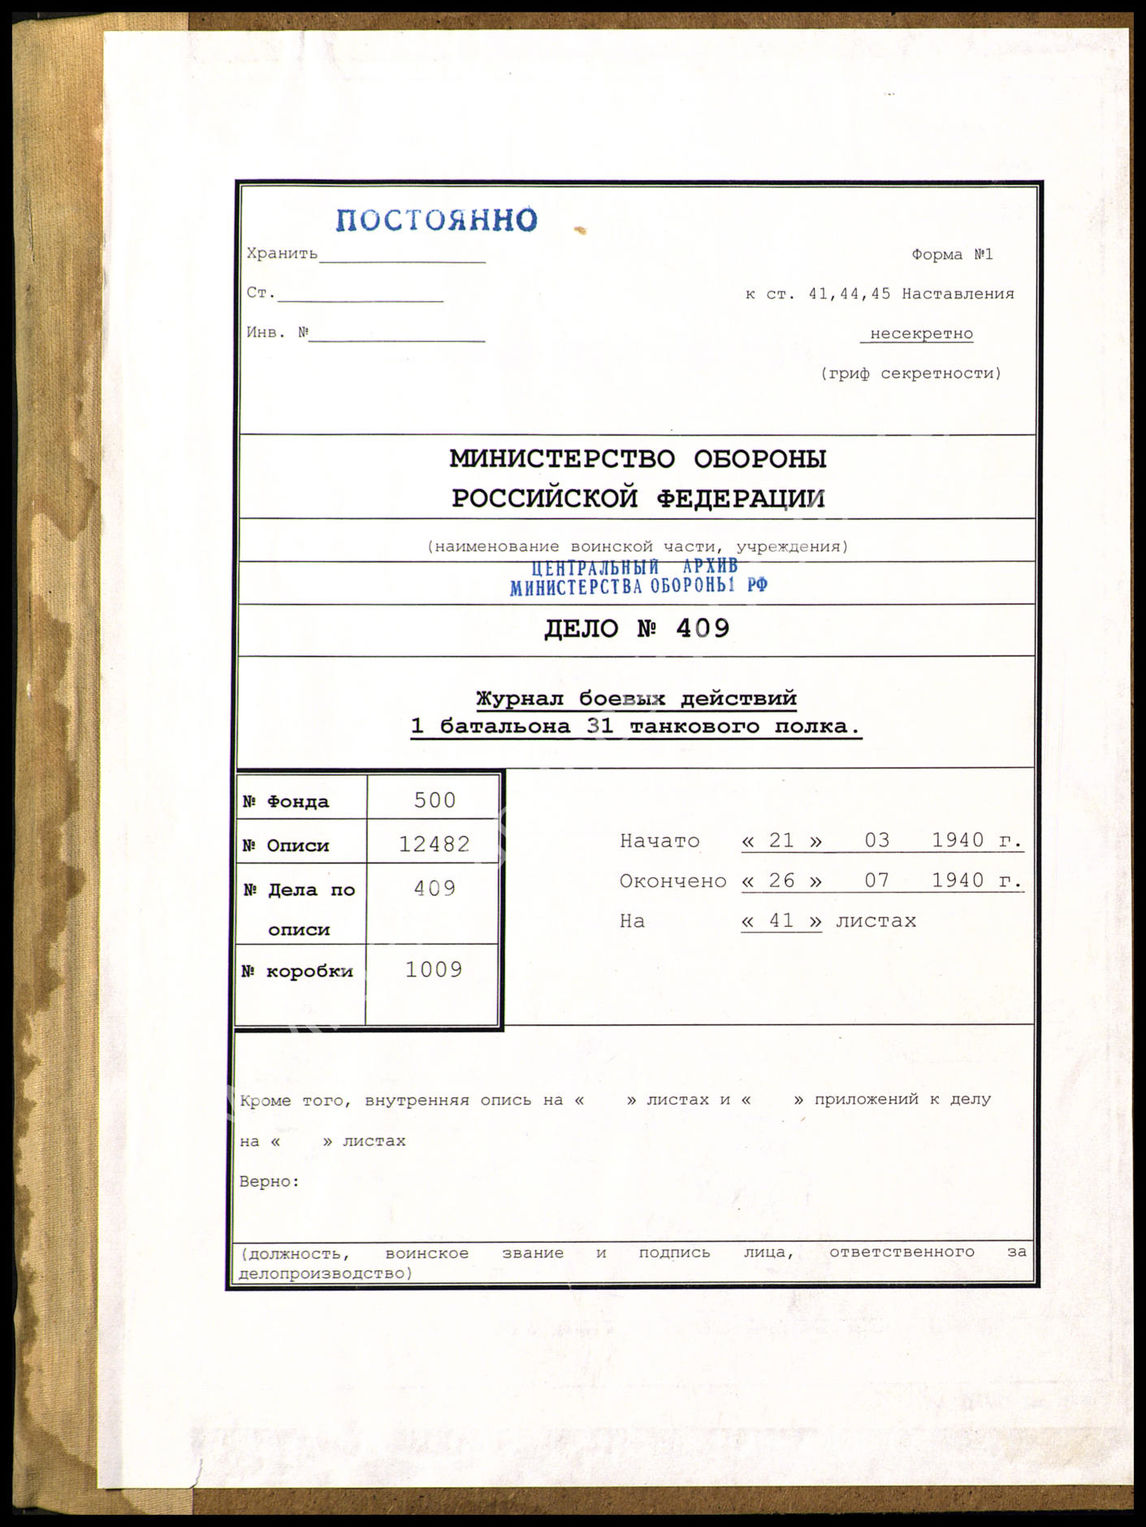 ПОСТОЯННО
Хранить
Форма №1
Ст.
к ст. 41,44,45 Наставления
Инв. №
несекретно
(гриф секретности)
МИНИСТЕРСТВО ОБОРОНЫ
РОССИЙСКОЙ ФЕДЕРАЦИИ
(наименование воинской части, учреждения)
ЦЕНТРАЛЬНЫЙ АРХИВ
МИНИСТЕРСТВА ОБОРОНЫ РФ
ДЕЛО № 409
Журнал боевых действий
1 батальона 31 танкового полка.
№ Фонда 500
№ Описи 12482
№ Дела по 409
описи
№ коробки 1009
Начато « 21 » 03 1940 г.
Окончено « 26 » 07 1940 г.
На « 41 » листах
Кроме того, внутренняя опись на « » листах и « » приложений к делу
на « » листах
Верно:
(должность, воинское звание и подпись лица, ответственного за
делопроизводство)